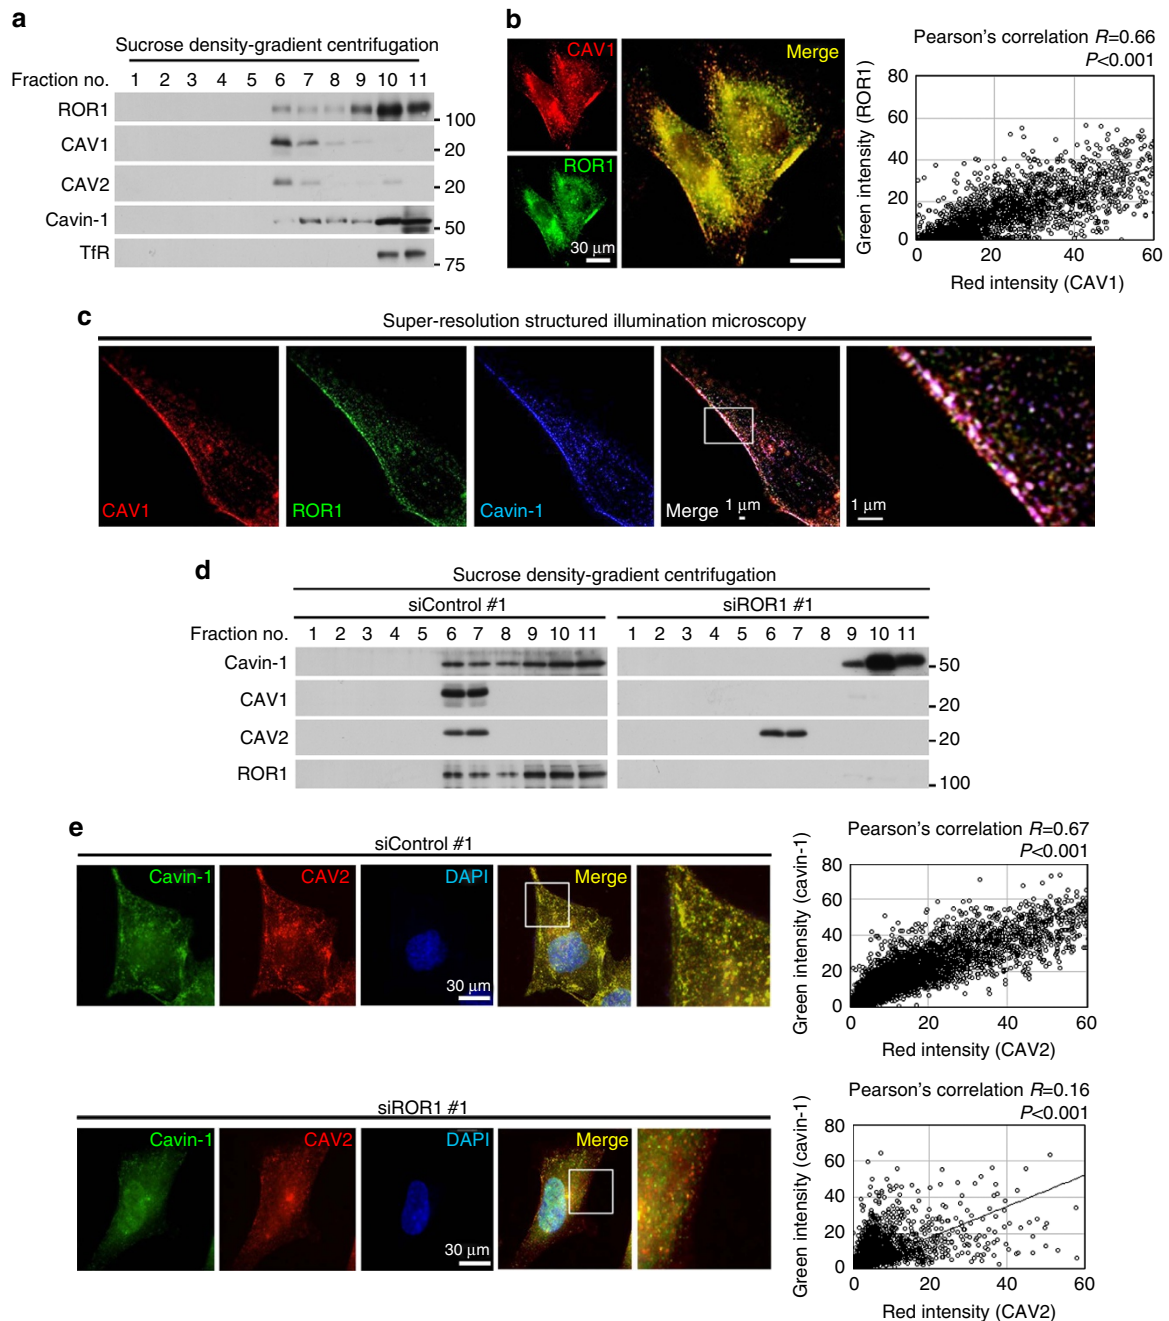 a
Sucrose density-gradient centrifugation
Fraction no. 1 2 3 4 5 6 7 8 9 10 11
ROR1
100
CAV1
20
CAV2
20
Cavin-1
50
TfR
75
b
CAV1
ROR1
30 μm
Merge
Pearson's correlation R=0.66
P<0.001
Green intensity (ROR1)
80
60
40
20
0
0 20 40 60
Red intensity (CAV1)
c
Super-resolution structured illumination microscopy
CAV1
ROR1
Cavin-1
Merge
1 μm
1 μm
d
Sucrose density-gradient centrifugation
siControl #1 siROR1 #1
Fraction no. 1 2 3 4 5 6 7 8 9 10 11 1 2 3 4 5 6 7 8 9 10 11
Cavin-1
50
CAV1
20
CAV2
20
ROR1
100
e
siControl #1
Cavin-1
CAV2
DAPI
30 μm
Merge
Pearson's correlation R=0.67
P<0.001
Green intensity (cavin-1)
80
60
40
20
0
0 20 40 60
Red intensity (CAV2)
siROR1 #1
Cavin-1
CAV2
DAPI
30 μm
Merge
Pearson's correlation R=0.16
P<0.001
Green intensity (cavin-1)
80
60
40
20
0
0 20 40 60
Red intensity (CAV2)